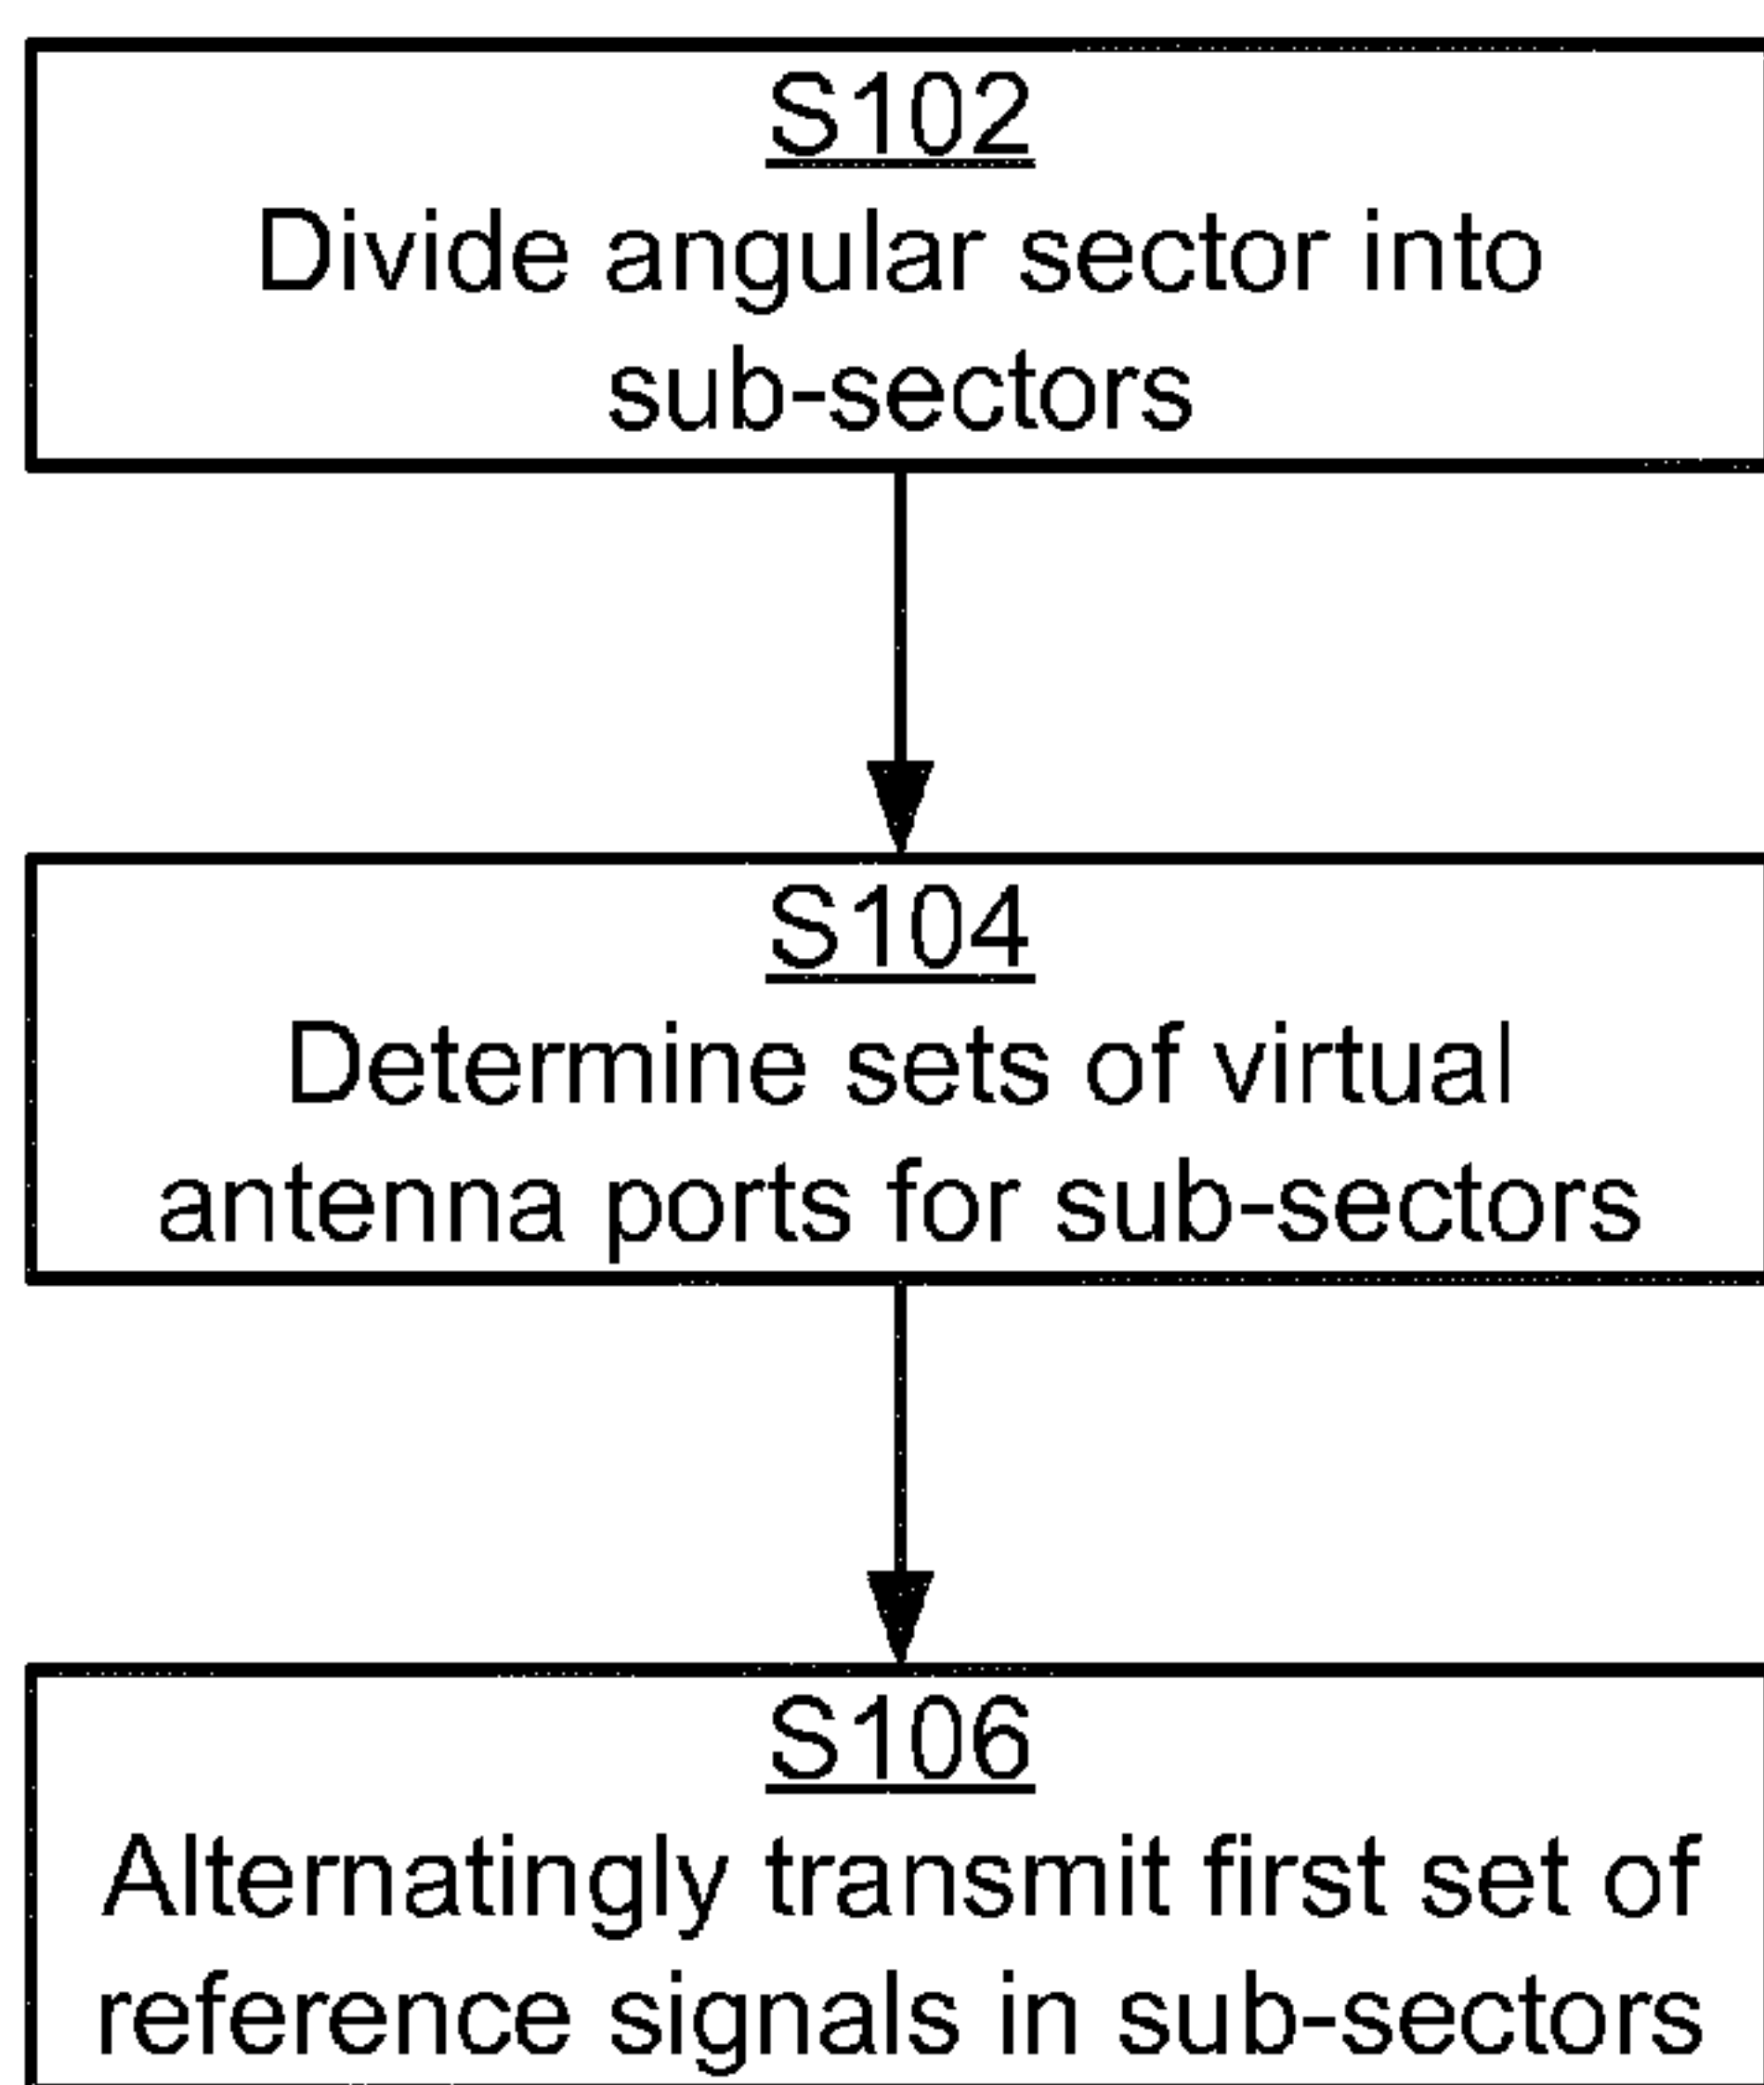 S102
Divide angular sector into
sub-sectors
S104
Determine sets of virtual
antenna ports for sub-sectors
S106
Alternatingly transmit first set of
reference signals in sub-sectors